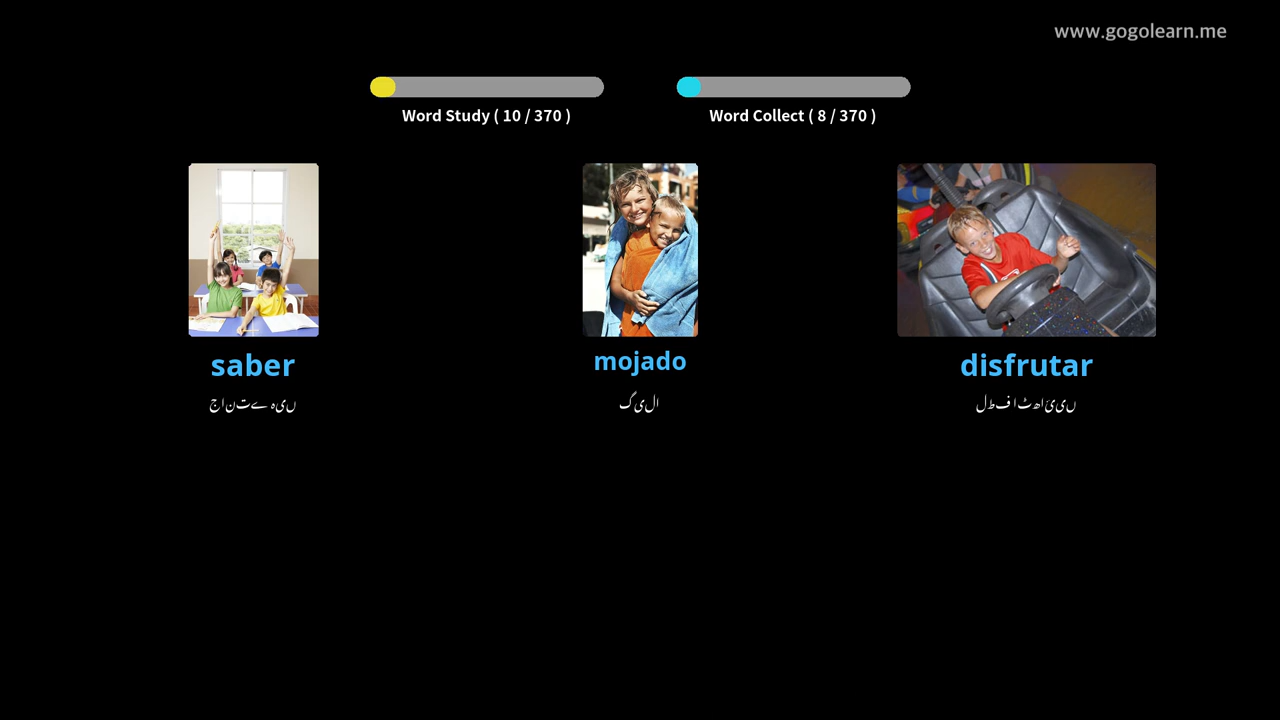 www.gogolearn.me
Word Study ( 10 / 370 )
Word Collect ( 8 / 370 )
saber
mojado
disfrutar
جانتے ہیں
گیلا
لطف اٹھائیں